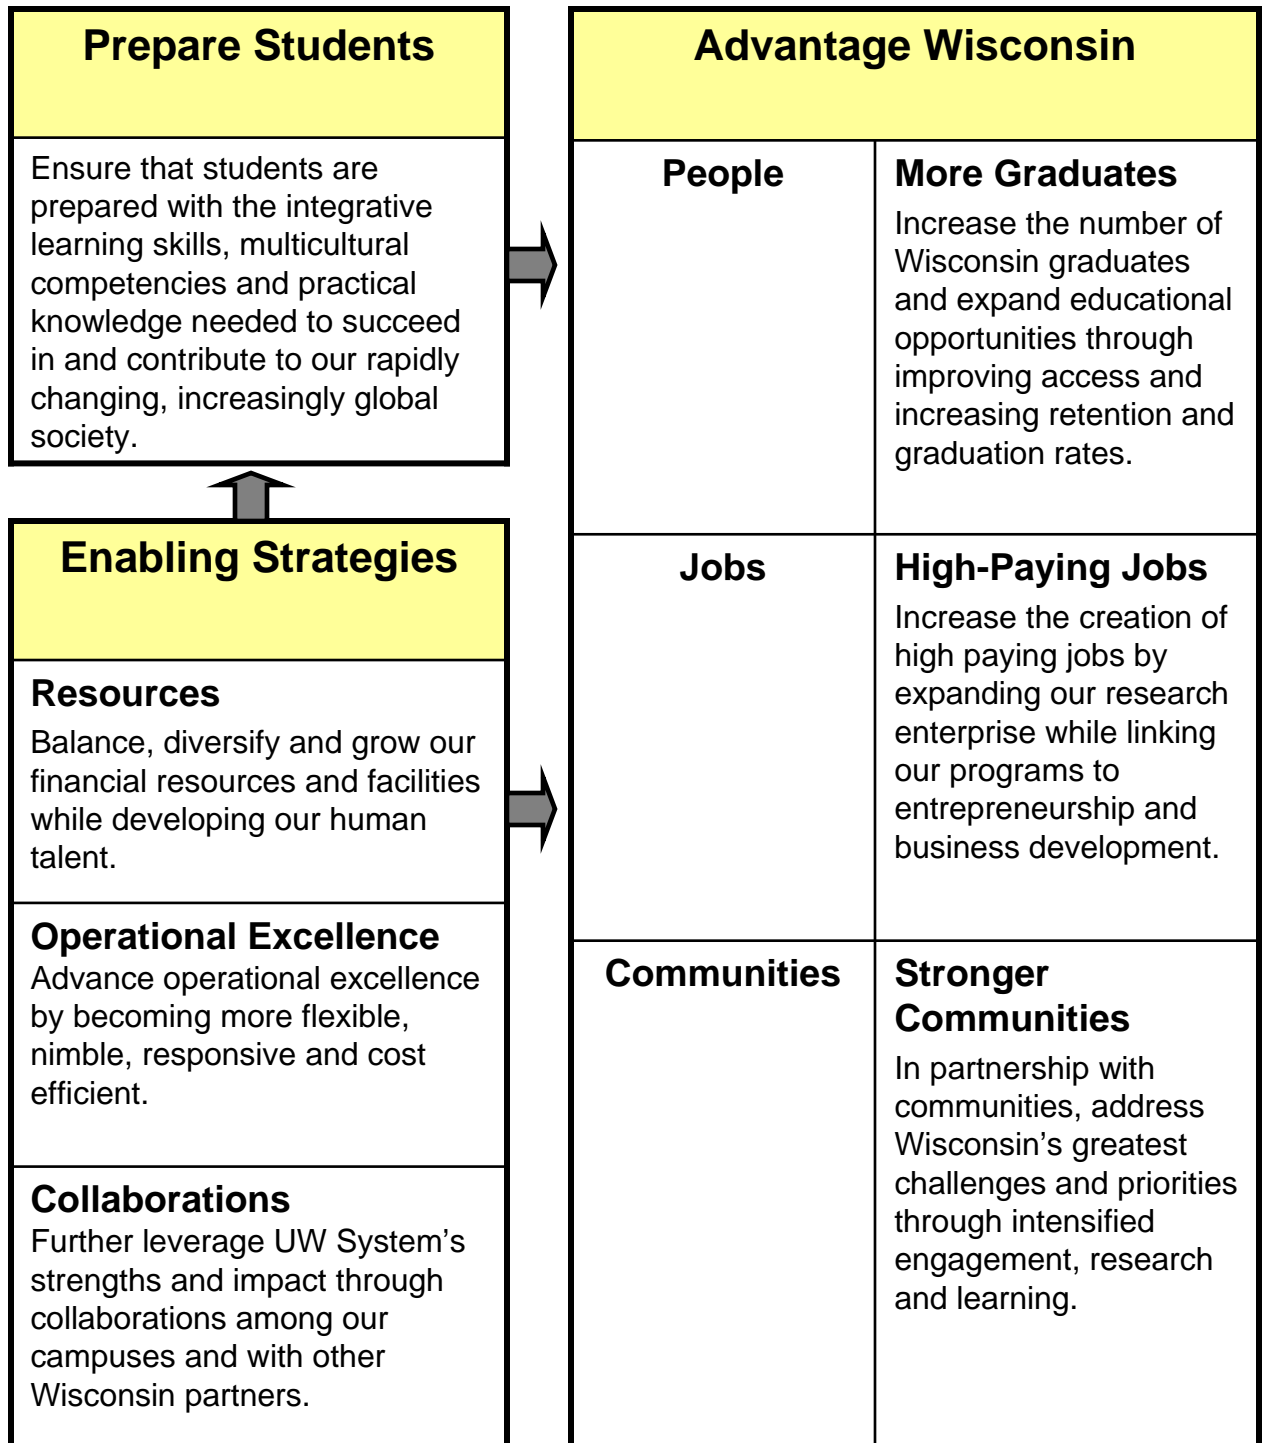 Prepare Students
Ensure that students are
prepared with the integrative
learning skills, multicultural
competencies and practical
knowledge needed to succeed
in and contribute to our rapidly
changing, increasingly global
society.
Enabling Strategies
Resources
Balance, diversify and grow our
financial resources and facilities
while developing our human
talent.
Operational Excellence
Advance operational excellence
by becoming more flexible,
nimble, responsive and cost
efficient.
Collaborations
Further leverage UW System’s
strengths and impact through
collaborations among our
campuses and with other
Wisconsin partners.
Advantage Wisconsin
People
More Graduates
Increase the number of
Wisconsin graduates
and expand educational
opportunities through
improving access and
increasing retention and
graduation rates.
Jobs
High-Paying Jobs
Increase the creation of
high paying jobs by
expanding our research
enterprise while linking
our programs to
entrepreneurship and
business development.
Communities
Stronger
Communities
In partnership with
communities, address
Wisconsin’s greatest
challenges and priorities
through intensified
engagement, research
and learning.